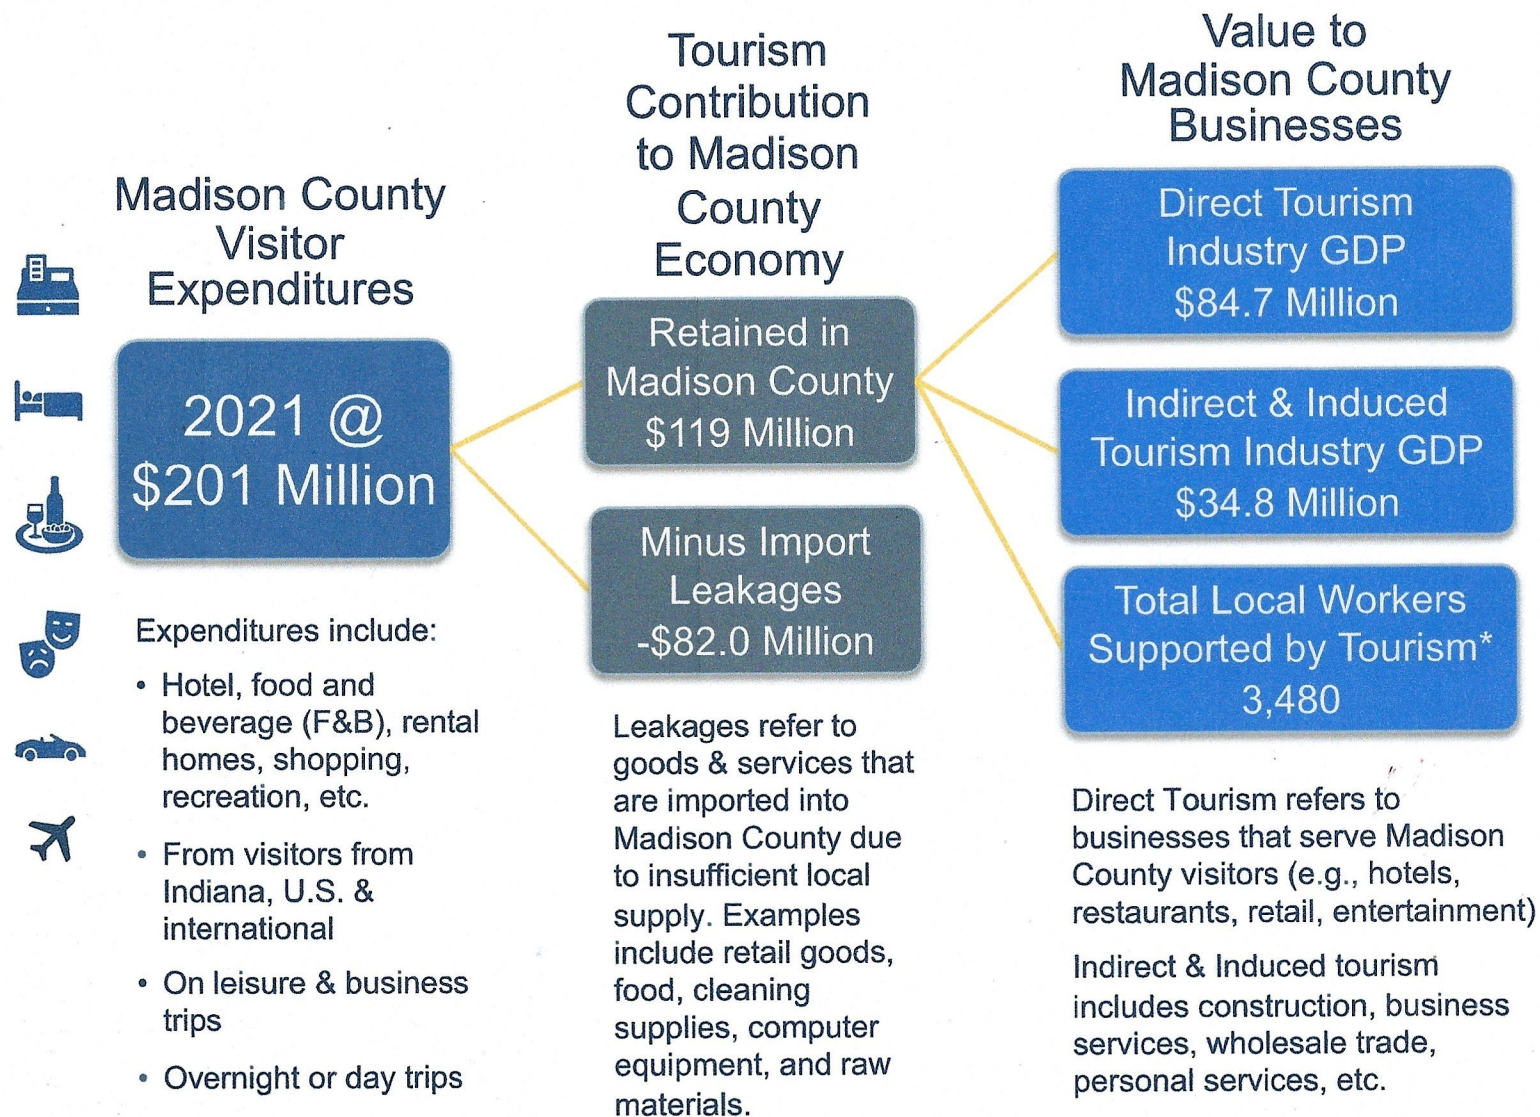 Madison County
Visitor
Expenditures
2021 @
$201 Million
Expenditures include:
• Hotel, food and
beverage (F&B), rental
homes, shopping,
recreation, etc.
• From visitors from
Indiana, U.S. &
international
• On leisure & business
trips
• Overnight or day trips
Tourism
Contribution
to Madison
County
Economy
Retained in
Madison County
$119 Million
Minus Import
Leakages
-$82.0 Million
Leakages refer to
goods & services that
are imported into
Madison County due
to insufficient local
supply. Examples
include retail goods,
food, cleaning
supplies, computer
equipment, and raw
materials.
Value to
Madison County
Businesses
Direct Tourism
Industry GDP
$84.7 Million
Indirect & Induced
Tourism Industry GDP
$34.8 Million
Total Local Workers
Supported by Tourism*
3,480
Direct Tourism refers to
businesses that serve Madison
County visitors (e.g., hotels,
restaurants, retail, entertainment)
Indirect & Induced tourism
includes construction, business
services, wholesale trade,
personal services, etc.